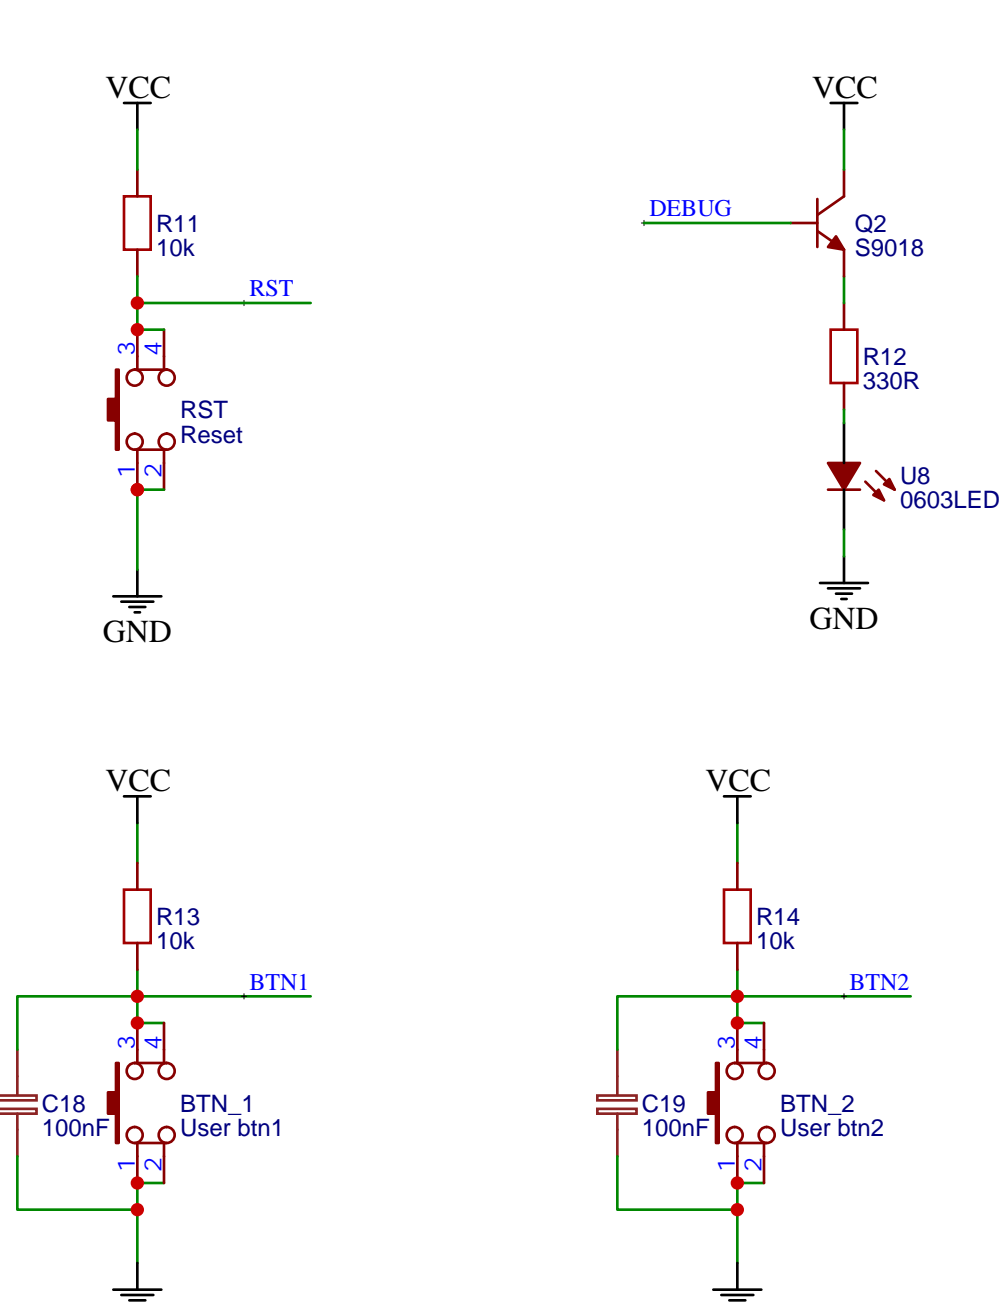 VCC
R11
10k
RST
3 4
RST
Reset
1 2
GND
VCC
DEBUG
Q2
S9018
R12
330R
U8
0603LED
GND
VCC
R13
10k
BTN1
3 4
C18
100nF
BTN_1
User btn1
1 2
VCC
R14
10k
BTN2
3 4
C19
100nF
BTN_2
User btn2
1 2